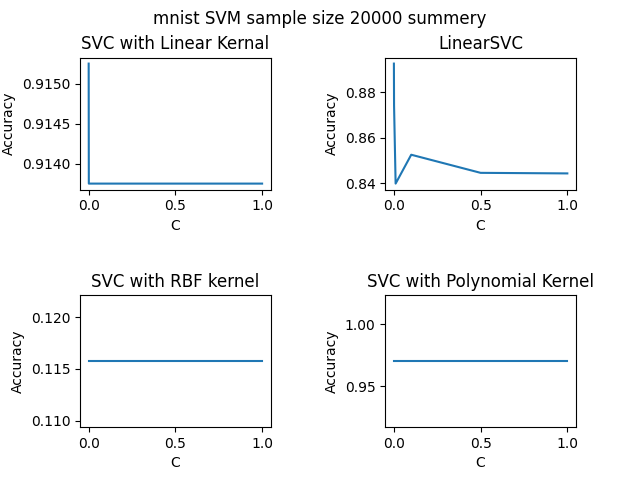 mnist SVM sample size 20000 summery
SVC with Linear Kernal
Accuracy
0.9150
0.9145
0.9140
0.0 0.5 1.0
C
LinearSVC
Accuracy
0.88
0.86
0.84
0.0 0.5 1.0
C
SVC with RBF kernel
Accuracy
0.120
0.115
0.110
0.0 0.5 1.0
C
SVC with Polynomial Kernel
Accuracy
1.00
0.95
0.0 0.5 1.0
C